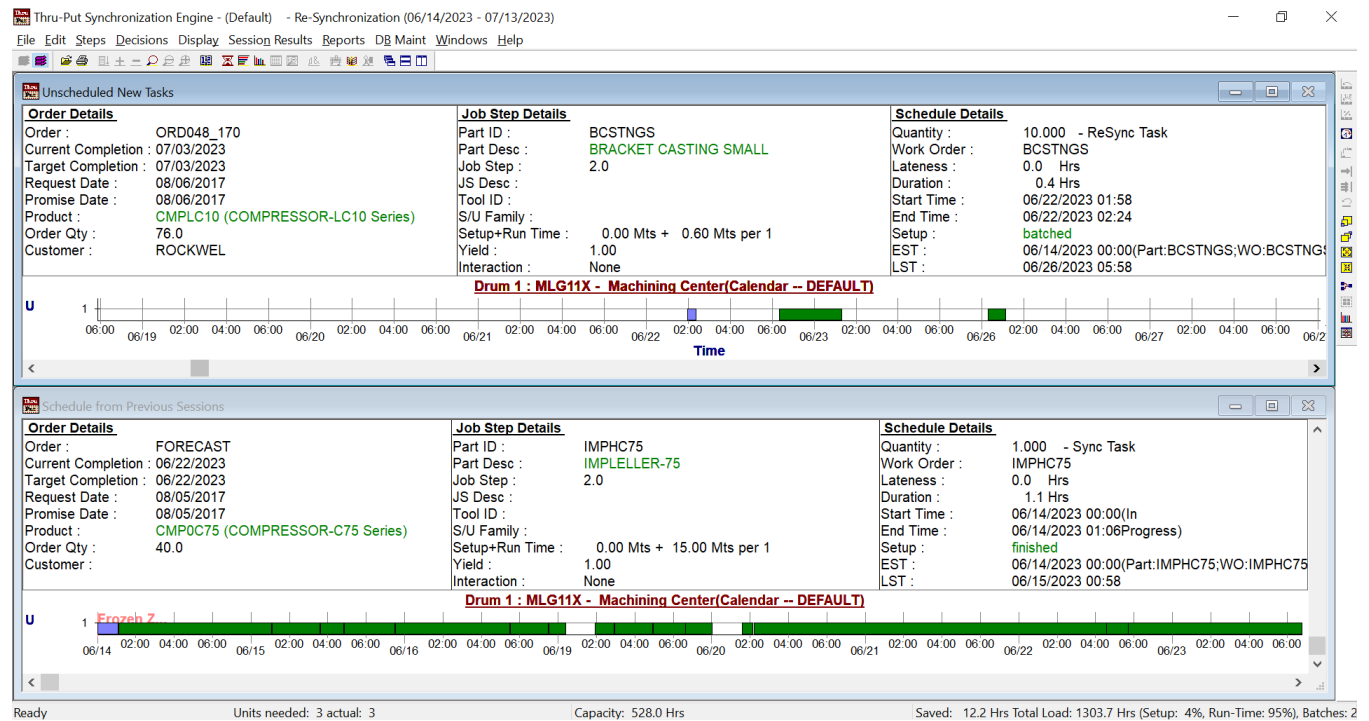 Thru-Put Synchronization Engine - (Default) - Re-Synchronization (06/14/2023 - 07/13/2023)
File Edit Steps Decisions Display Session Results Reports DB Maint Windows Help
Unscheduled New Tasks
Order Details
Order : ORD048_170
Current Completion : 07/03/2023
Target Completion : 07/03/2023
Request Date : 08/06/2017
Promise Date : 08/06/2017
Product : CMPLC10 (COMPRESSOR-LC10 Series)
Order Qty : 76.0
Customer : ROCKWEL
Job Step Details
Part ID : BCSTNGS
Part Desc : BRACKET CASTING SMALL
Job Step : 2.0
JS Desc :
Tool ID :
S/U Family :
Setup+Run Time : 0.00 Mts + 0.60 Mts per 1
Yield : 1.00
Interaction : None
Schedule Details
Quantity : 10.000 - ReSync Task
Work Order : BCSTNGS
Lateness : 0.0 Hrs
Duration : 0.4 Hrs
Start Time : 06/22/2023 01:58
End Time : 06/22/2023 02:24
Setup : batched
EST : 06/14/2023 00:00(Part:BCSTNGS;WO:BCSTNGS
LST : 06/26/2023 05:58
Drum 1 : MLG11X - Machining Center(Calendar -- DEFAULT)
U
1
06:00 02:00 04:00 06:00 02:00 04:00 06:00 02:00 04:00 06:00 02:00 04:00 06:00 02:00 04:00 06:00 02:00 04:00 06:00 02:00 04:00 06:00
06/19 06/20 06/21 06/22 06/23 06/26 06/27 06/2
Time
Schedule from Previous Sessions
Order Details
Order : FORECAST
Current Completion : 06/22/2023
Target Completion : 06/22/2023
Request Date : 08/05/2017
Promise Date : 08/05/2017
Product : CMP0C75 (COMPRESSOR-C75 Series)
Order Qty : 40.0
Customer :
Job Step Details
Part ID : IMPHC75
Part Desc : IMPLELLER-75
Job Step : 2.0
JS Desc :
Tool ID :
S/U Family :
Setup+Run Time : 0.00 Mts + 15.00 Mts per 1
Yield : 1.00
Interaction : None
Schedule Details
Quantity : 1.000 - Sync Task
Work Order : IMPHC75
Lateness : 0.0 Hrs
Duration : 1.1 Hrs
Start Time : 06/14/2023 00:00(In
End Time : 06/14/2023 01:06Progress)
Setup : finished
EST : 06/14/2023 00:00(Part:IMPHC75;WO:IMPHC75
LST : 06/15/2023 00:58
Drum 1 : MLG11X - Machining Center(Calendar -- DEFAULT)
U
Frozen Z...
1
02:00 04:00 06:00 02:00 04:00 06:00 02:00 04:00 06:00 02:00 04:00 06:00 02:00 04:00 06:00 02:00 04:00 06:00 02:00 04:00 06:00 02:00 04:00 06:00
06/14 06/15 06/16 06/19 06/20 06/21 06/22 06/23
Ready Units needed: 3 actual: 3 Capacity: 528.0 Hrs Saved: 12.2 Hrs Total Load: 1303.7 Hrs (Setup: 4%, Run-Time: 95%), Batches: 2